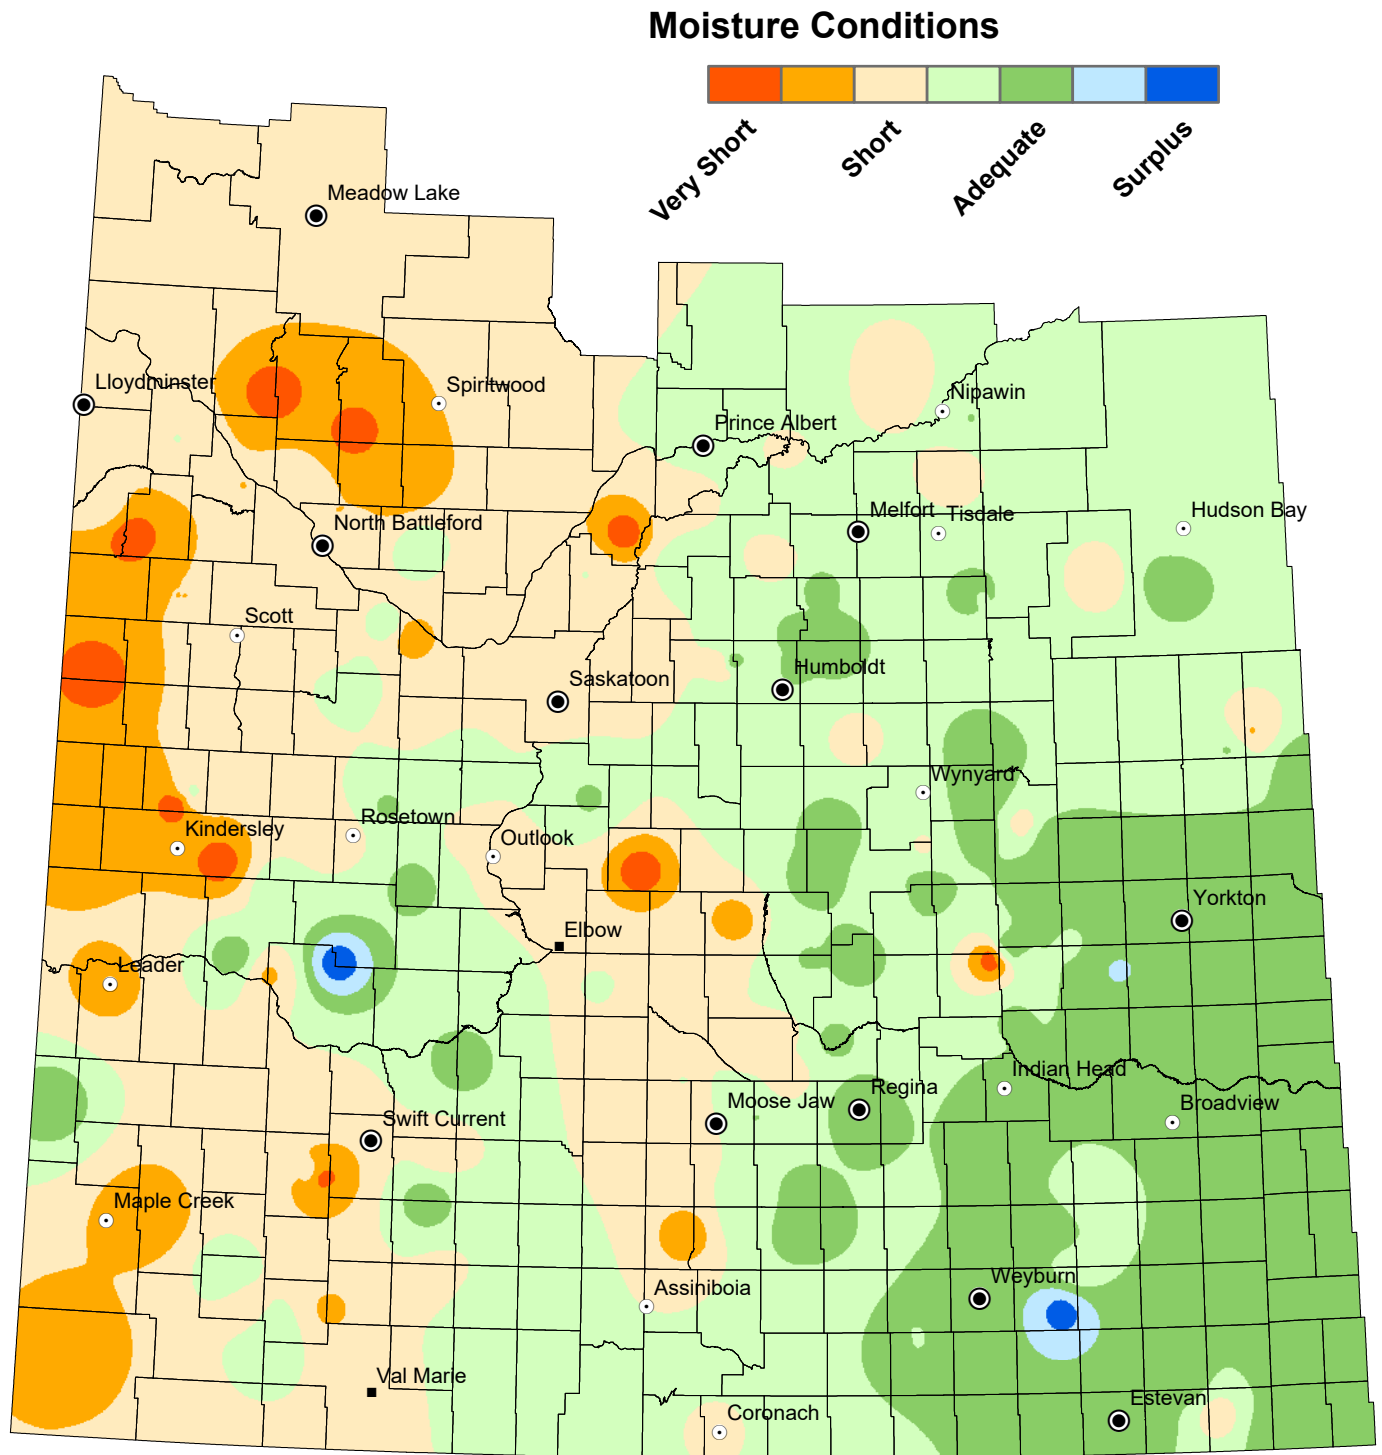 Moisture Conditions
Very Short
Short
Adequate
Surplus
Meadow Lake
Lloydminster
Spiritwood
Nipawin
Prince Albert
North Battleford
Melfort
Tisdale
Hudson Bay
Scott
Saskatoon
Humboldt
Wynyard
Kindersley
Rosetown
Outlook
Yorkton
Elbow
Leader
Indian Head
Regina
Moose Jaw
Broadview
Swift Current
Maple Creek
Weyburn
Assiniboia
Val Marie
Estevan
Coronach